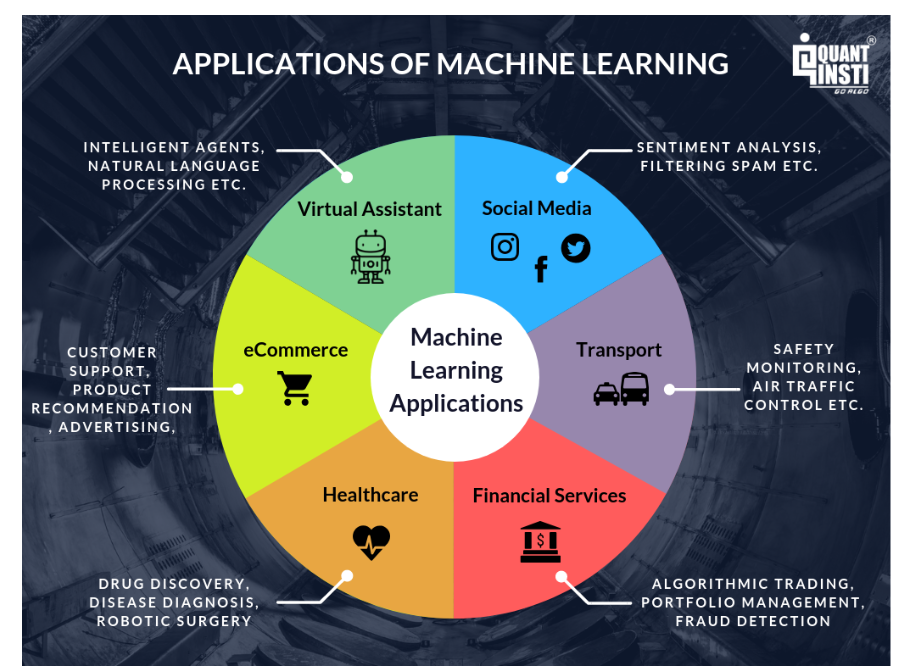 APPLICATIONS OF MACHINE LEARNING
QUANT
INSTI
®
GO ALGO
INTELLIGENT AGENTS,
NATURAL LANGUAGE
PROCESSING ETC.
SENTIMENT ANALYSIS,
FILTERING SPAM ETC.
Virtual Assistant
Social Media
eCommerce
Machine
Learning
Applications
Transport
CUSTOMER
SUPPORT,
PRODUCT
RECOMMENDATION
, ADVERTISING,
SAFETY
MONITORING,
AIR TRAFFIC
CONTROL ETC.
Healthcare
Financial Services
$
DRUG DISCOVERY,
DISEASE DIAGNOSIS,
ROBOTIC SURGERY
ALGORITHMIC TRADING,
PORTFOLIO MANAGEMENT,
FRAUD DETECTION